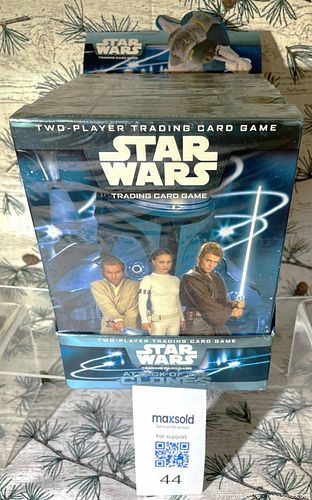 STAR
WARS
TRADING CARD GAME
TWO-PLAYER TRADING CARD GAME
STAR
WARS
TRADING CARD GAME
TWO-PLAYER TRADING CARD GAME
STAR
WARS
TRADING CARD GAME
ATTACK OF THE
CLONES
maxsold
For support:
44